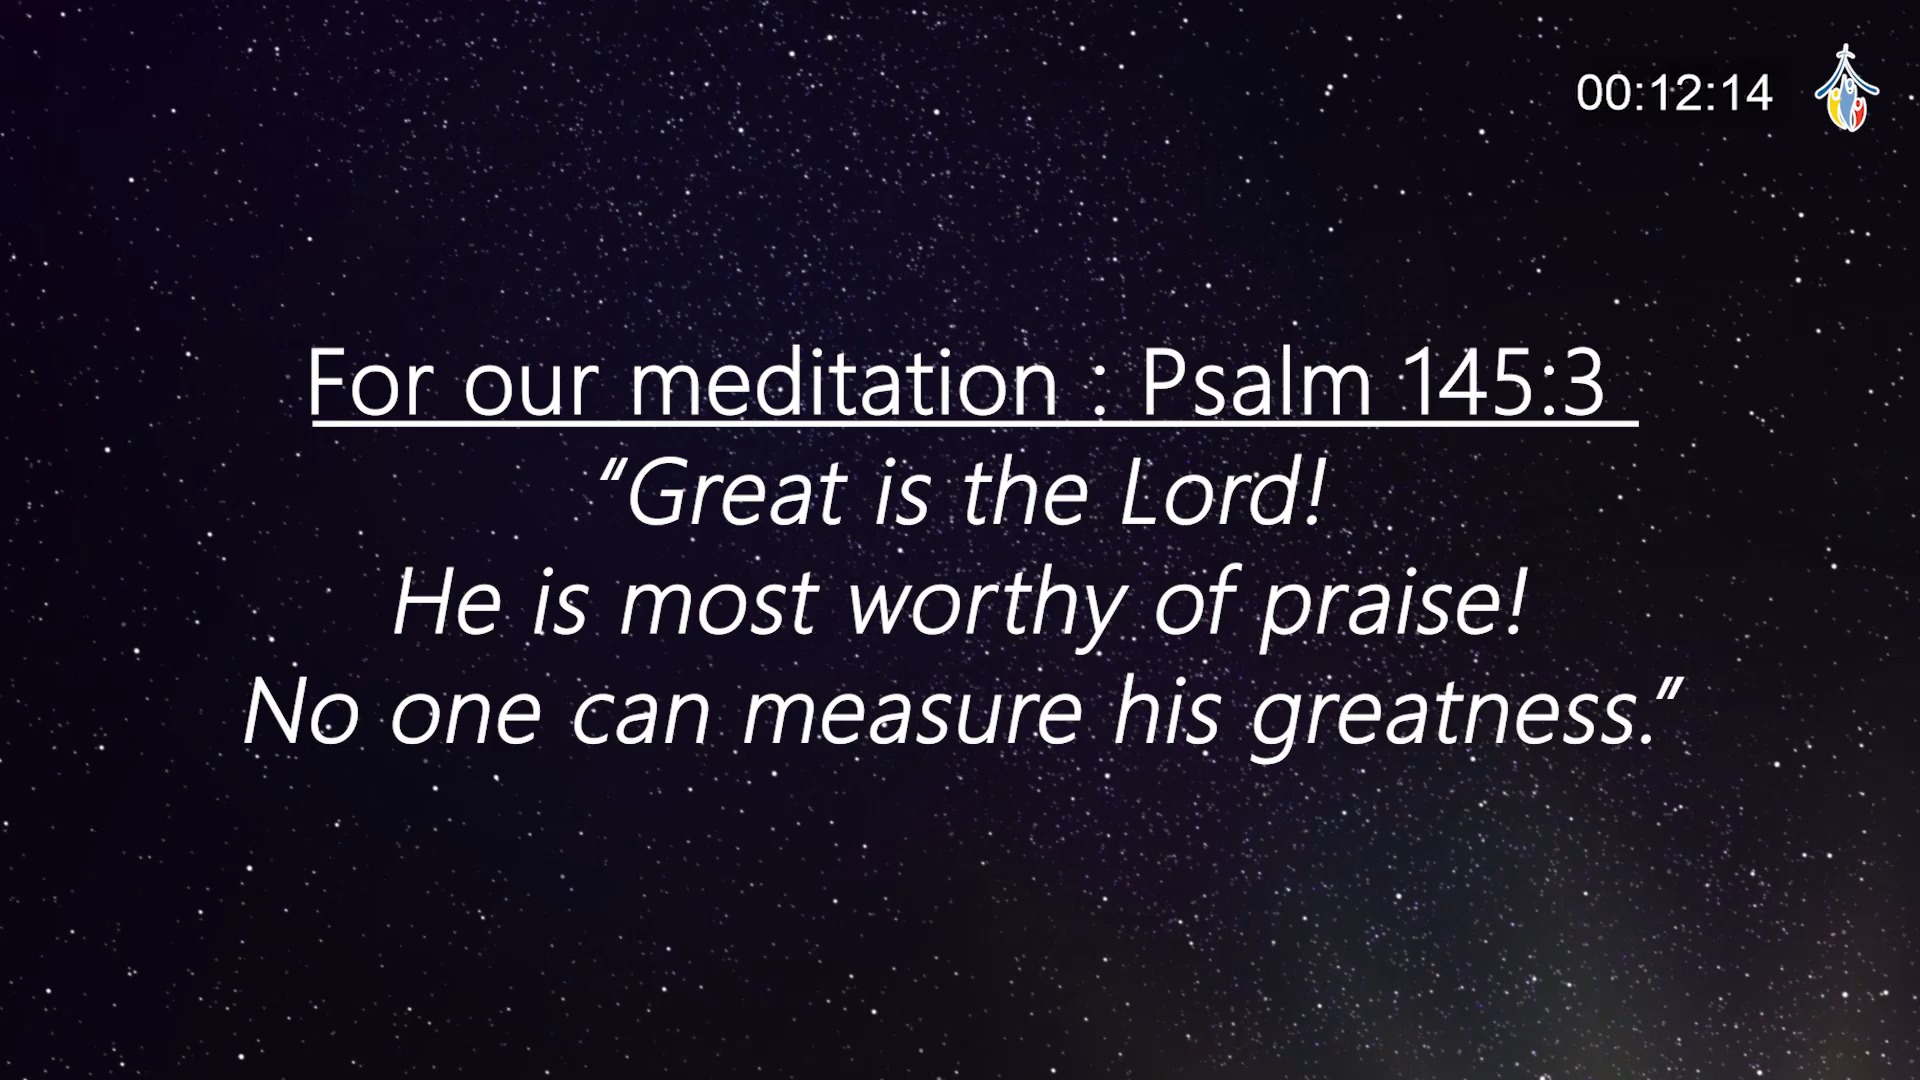 00:12:14
For our meditation : Psalm 145:3
“Great is the Lord!
He is most worthy of praise!
No one can measure his greatness.”